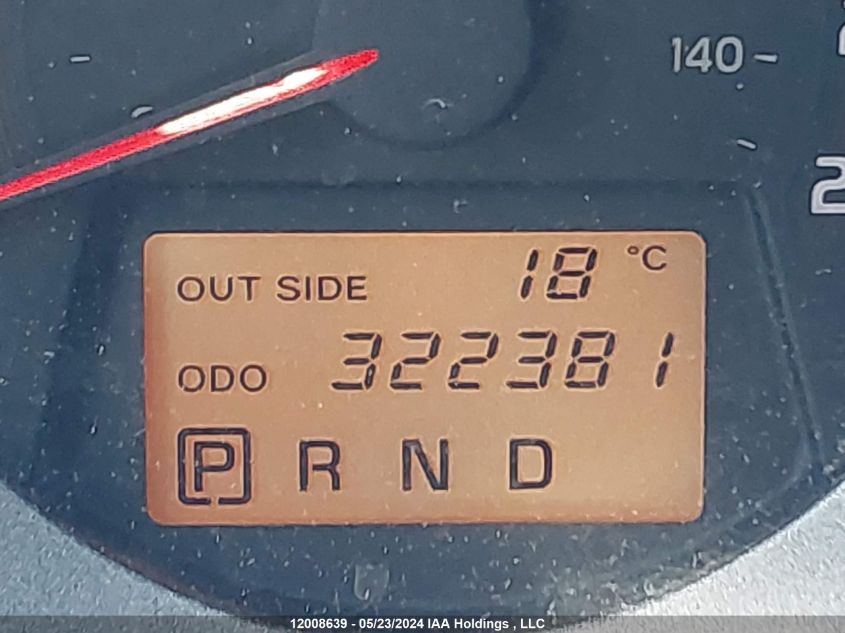 140
OUT SIDE 18 °C
ODO 322381
P R N D
12008639 - 05/23/2024 IAA Holdings , LLC